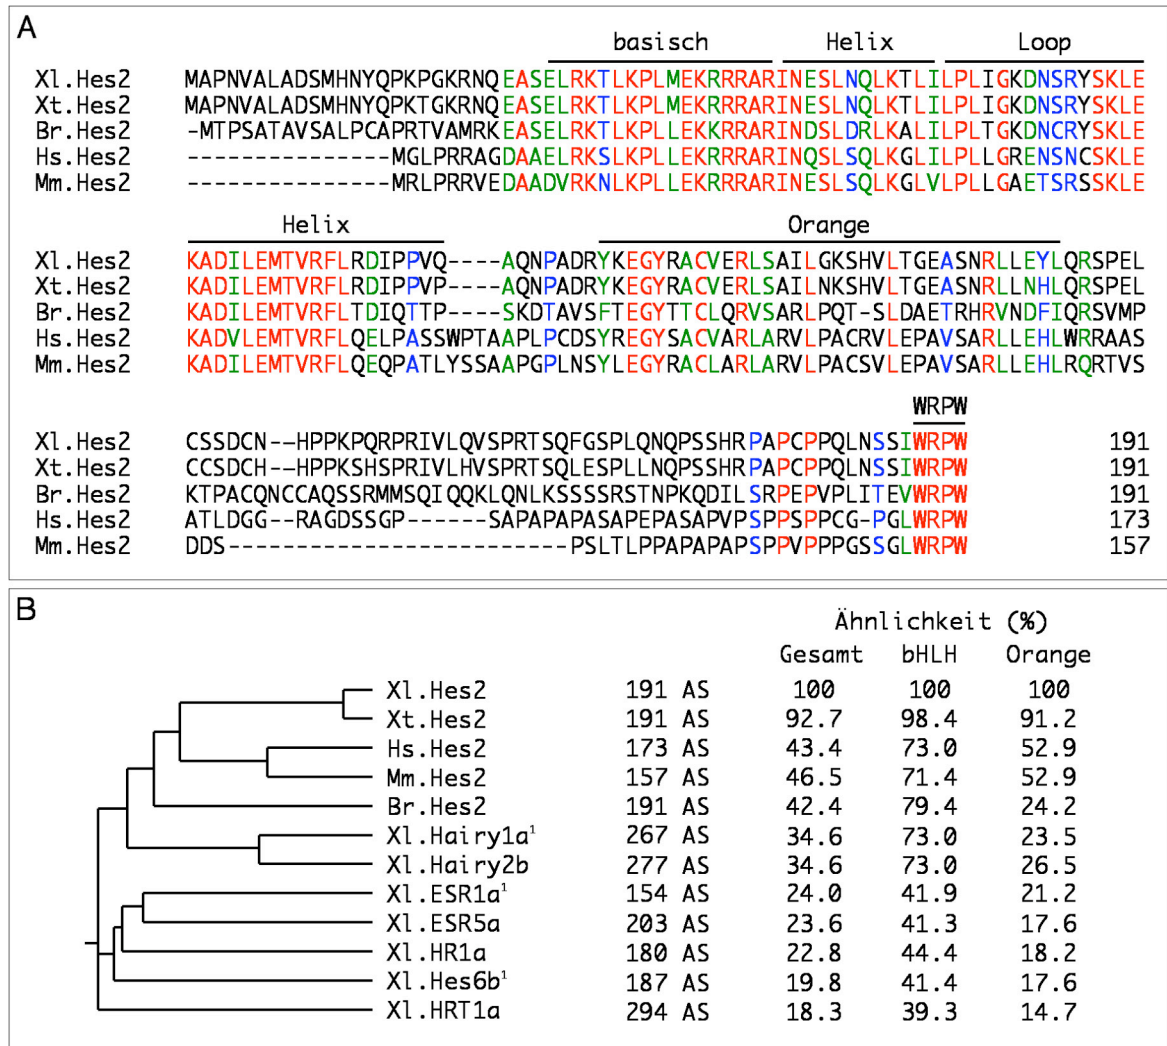 A
basisch Helix Loop
Xl.Hes2 MAPNVALADSMHNYQPKPGKRNQEASELRKTLKPLMEKRRRARINESLNQLKTLILPLIGKDNSRYSKLE
Xt.Hes2 MAPNVALADSMHNYQPKTGKRNQEASELRKTLKPLMEKRRRARINESLNQLKTLILPLIGKDNSRYSKLE
Br.Hes2 -MTPSATAVSALPCAPRTVAMRKEASELRKTLKPLLEKKRRARINDSLDRLKALILPLTGKDNCRYSKLE
Hs.Hes2 ----------------MGLPRRAGDAAELRKSLKPLLEKRRRARINQSLSQLKGLILPLLGRENSNCSKLE
Mm.Hes2 ----------------MRLPRRVEDAADVRKNLKPLLEKRRRARINESLSQLKGLVLPLLGAETSRSSKLE
Helix Orange
Xl.Hes2 KADILEMTVRFLRDIPPVQ----AQNPADRYKEGYRACVERLSAILGKSHVLTGEASNRLLEYLQRSPEL
Xt.Hes2 KADILEMTVRFLRDIPPVP----AQNPADRYKEGYRACVERLSAILNKSHVLTGEASNRLLNHLQRSPEL
Br.Hes2 KADILEMTVRFLTDIQTTP----SKDTAVSFTEGYTTCLQRVSARLPQT-SLDAETRHRVNDFIQRSVMP
Hs.Hes2 KADVLEMTVRFLQELPASSWPTAAPLPCDSYREGYSACVARLARVLPACRVLEPAVSARLLEHLWRRAAS
Mm.Hes2 KADILEMTVRFLQEQPATLYSSAAPGPLNSYLEGYRACLARLARVLPACSVLEPAVSARLLEHLRQRTVS
WRPW
Xl.Hes2 CSSDCN--HPPKPQRPRIVLQVSPRTSQFGSPLQNQPSSHRPAPCPPQLNSSIWRPW 191
Xt.Hes2 CCSDCH--HPPKSHSPRIVLHVSPRTSQLESPLLNQPSSHRPAPCPPQLNSSIWRPW 191
Br.Hes2 KTPACQNCCAQSSRMMSQIQQKLQNLKSSSSRSTNPKQDILSRPEPVPLITEVWRPW 191
Hs.Hes2 ATLDGG--RAGDSSGP------SAPAPAPASAPEPASAPVPSPPSPPCG-PGLWRPW 173
Mm.Hes2 DDS--------------------------PSLTLPPAPAPAPSPPVPPPGSSGLWRPW 157
B
Ähnlichkeit (%)
Gesamt bHLH Orange
Xl.Hes2 191 AS 100 100 100
Xt.Hes2 191 AS 92.7 98.4 91.2
Hs.Hes2 173 AS 43.4 73.0 52.9
Mm.Hes2 157 AS 46.5 71.4 52.9
Br.Hes2 191 AS 42.4 79.4 24.2
Xl.Hairy1a¹ 267 AS 34.6 73.0 23.5
Xl.Hairy2b 277 AS 34.6 73.0 26.5
Xl.ESR1a¹ 154 AS 24.0 41.9 21.2
Xl.ESR5a 203 AS 23.6 41.3 17.6
Xl.HR1a 180 AS 22.8 44.4 18.2
Xl.Hes6b¹ 187 AS 19.8 41.4 17.6
Xl.HRT1a 294 AS 18.3 39.3 14.7